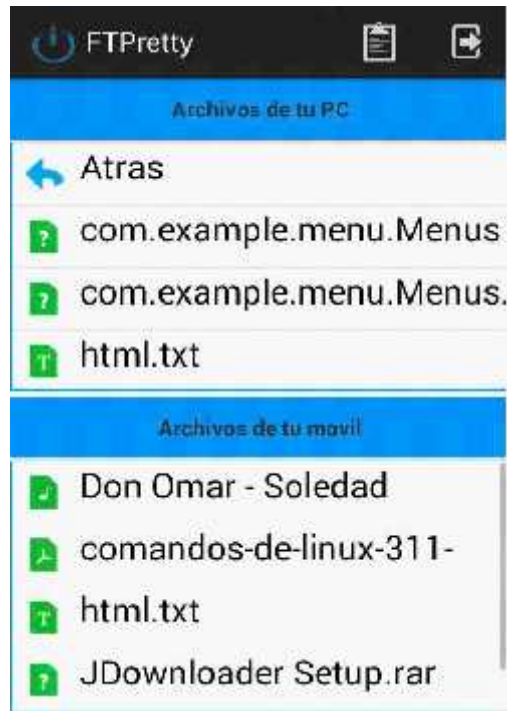 FTPretty
Archivos de tu PC
Atras
com.example.menu.Menus
com.example.menu.Menus.
html.txt
Archivos de tu movil
Don Omar - Soledad
comandos-de-linux-311-
html.txt
JDownloader Setup.rar